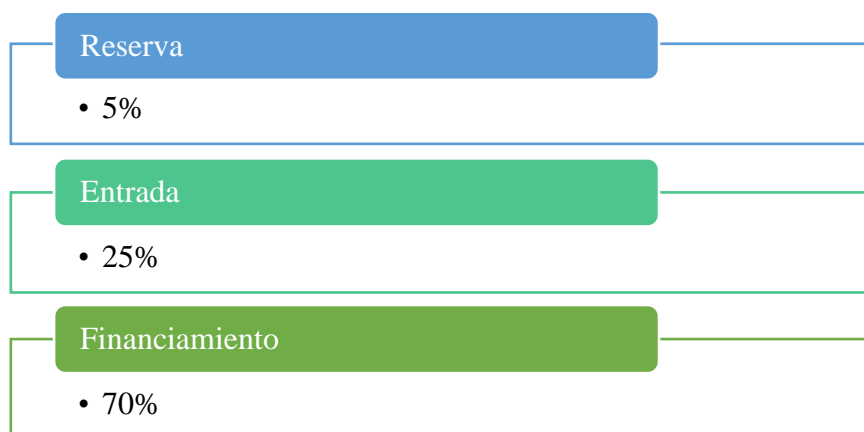 Reserva
• 5%
Entrada
• 25%
Financiamiento
• 70%